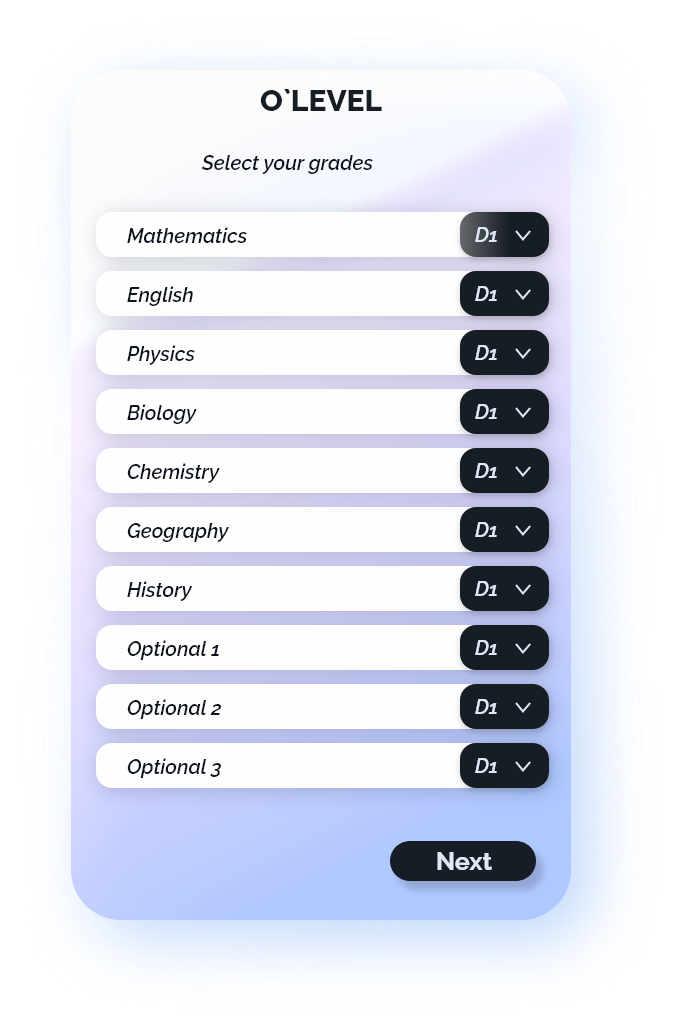 O`LEVEL
Select your grades
Mathematics D1
English D1
Physics D1
Biology D1
Chemistry D1
Geography D1
History D1
Optional 1 D1
Optional 2 D1
Optional 3 D1
Next